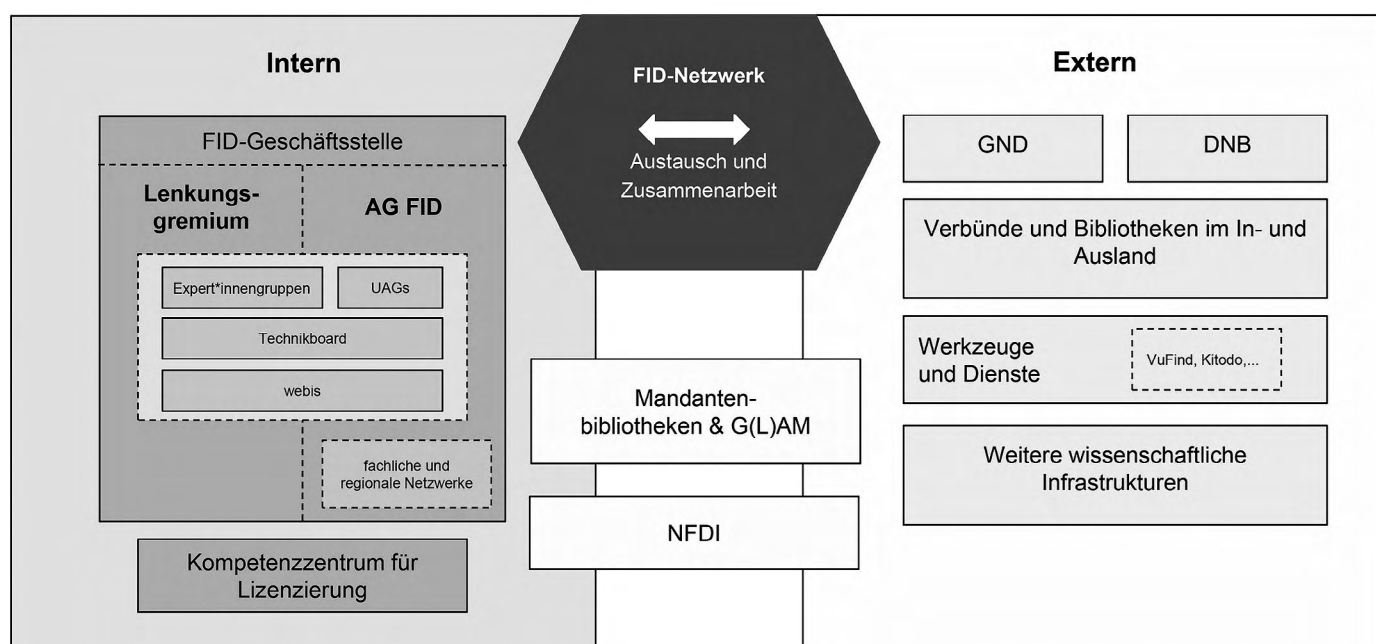 Intern
FID-Geschäftsstelle
Lenkungs-
gremium
AG FID
Expert*innengruppen
UAGs
Technikboard
webis
fachliche und
regionale Netzwerke
Kompetenzzentrum für
Lizenzierung
FID-Netzwerk
Austausch und
Zusammenarbeit
Mandanten-
bibliotheken & G(L)AM
NFDI
Extern
GND
DNB
Verbünde und Bibliotheken im In- und
Ausland
Werkzeuge
und Dienste
VuFind, Kitodo,...
Weitere wissenschaftliche
Infrastrukturen